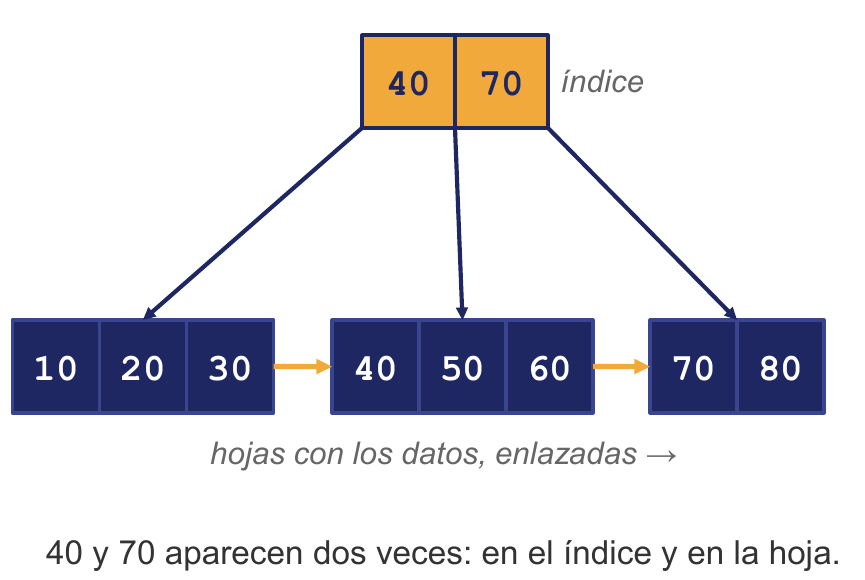 40 70 índice
10 20 30 40 50 60 70 80
hojas con los datos, enlazadas →
40 y 70 aparecen dos veces: en el índice y en la hoja.